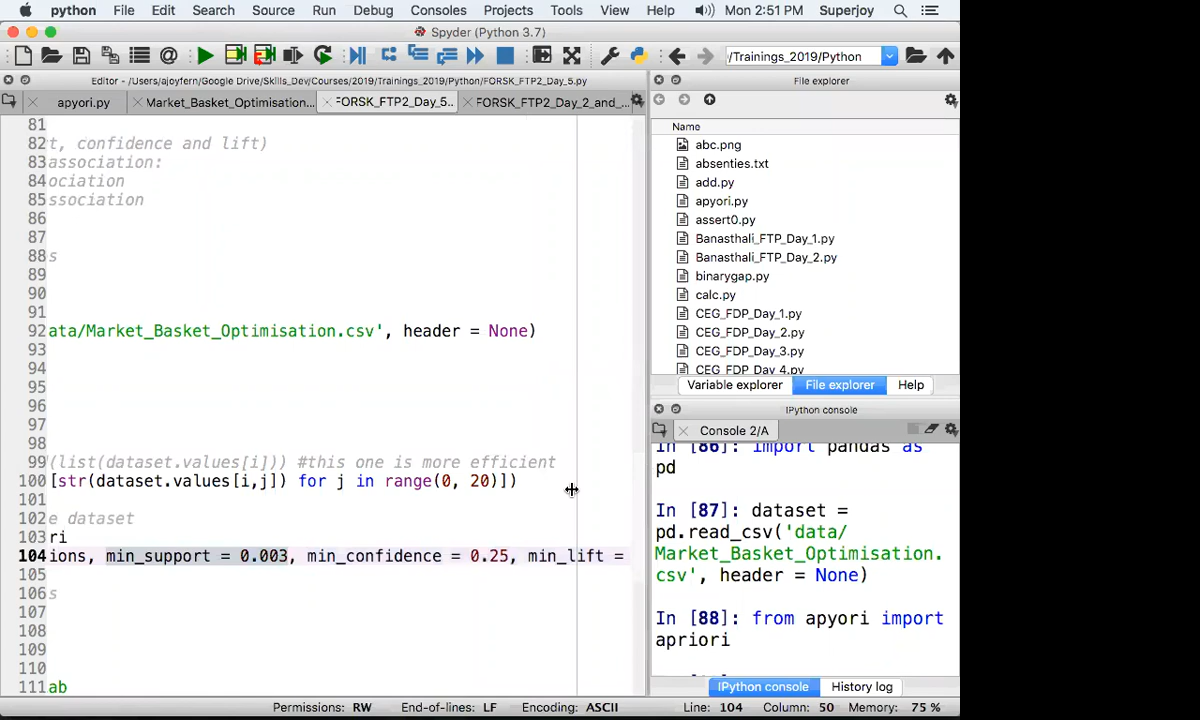 python File Edit Search Source Run Debug Consoles Projects Tools View Help Mon 2:51 PM Superjoy
Spyder (Python 3.7)
/Trainings_2019/Python
Editor - /Users/ajoyfern/Google Drive/Skills_Dev/Courses/2019/Trainings_2019/Python/FORSK_FTP2_Day_5.py
apyori.py Market_Basket_Optimisation... FORSK_FTP2_Day_5.. FORSK_FTP2_Day_2_and_...
81
82 t, confidence and lift)
83 association:
84 ociation
85 ssociation
86
87
88 s
89
90
91
92 ata/Market_Basket_Optimisation.csv', header = None)
93
94
95
96
97
98
99 (list(dataset.values[i])) #this one is more efficient
100 [str(dataset.values[i,j]) for j in range(0, 20)])
101
102 e dataset
103 ri
104 ions, min_support = 0.003, min_confidence = 0.25, min_lift =
105
106 s
107
108
109
110
111 ab
File explorer
Name
abc.png
absenties.txt
add.py
apyori.py
assert0.py
Banasthali_FTP_Day_1.py
Banasthali_FTP_Day_2.py
binarygap.py
calc.py
CEG_FDP_Day_1.py
CEG_FDP_Day_2.py
CEG_FDP_Day_3.py
CEG_FDP_Day_4.py
Variable explorer File explorer Help
IPython console
Console 2/A
In [86]: import pandas as
pd
In [87]: dataset =
pd.read_csv('data/
Market_Basket_Optimisation.
csv', header = None)
In [88]: from apyori import
apriori
IPython console History log
Permissions: RW End-of-lines: LF Encoding: ASCII Line: 104 Column: 50 Memory: 75 %